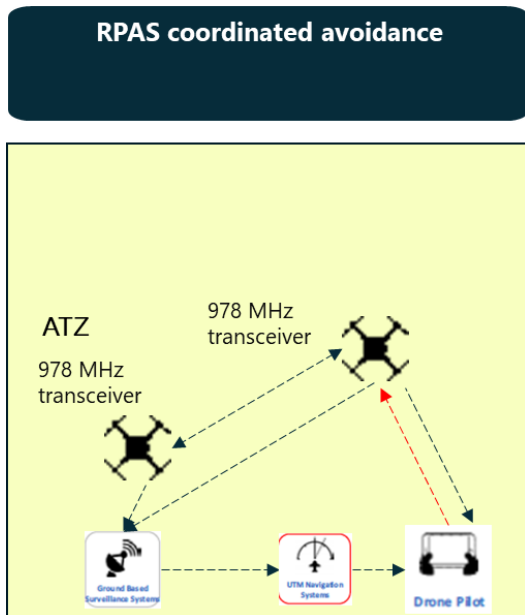 RPAS coordinated avoidance
978 MHz
transceiver
ATZ
978 MHz
transceiver
Ground Based
Surveillance Systems
UTM Navigation
Systems
Drone Pilot